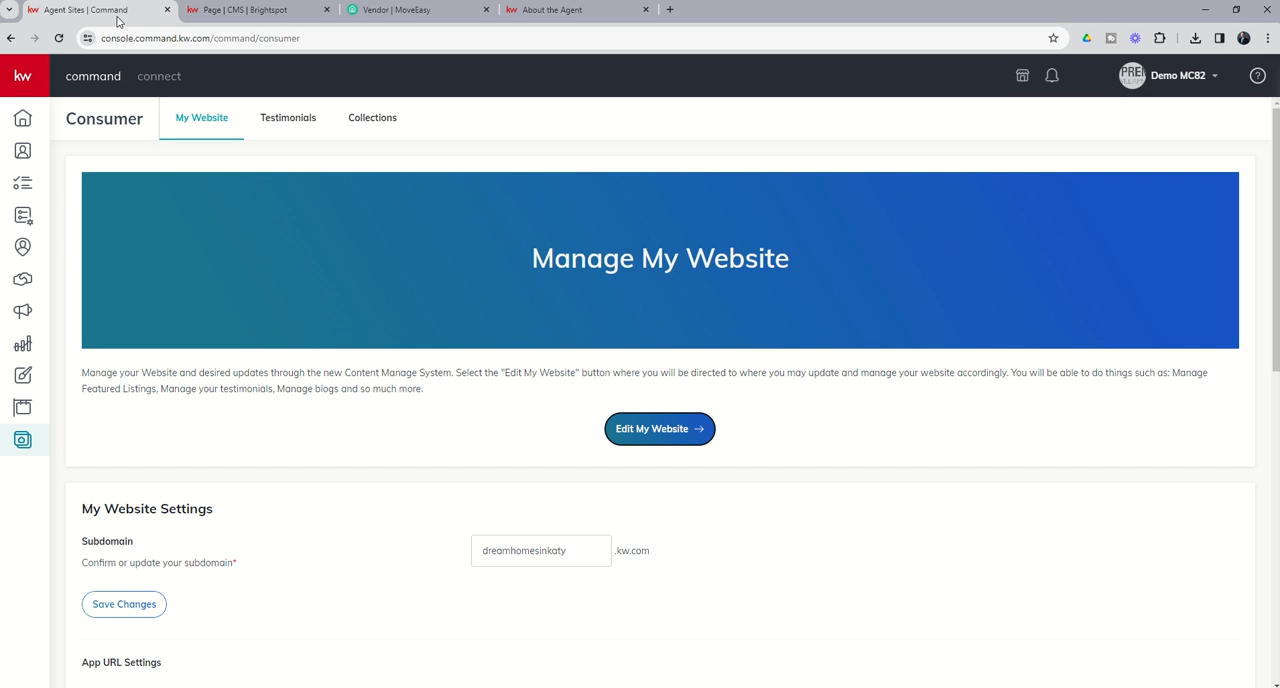 Agent Sites | Command
Page | CMS | Brightspot
Vendor | MoveEasy
About the Agent
console.command.kw.com/command/consumer
kw
command
connect
Demo MC82
Consumer
My Website
Testimonials
Collections
Manage My Website
Manage your Website and desired updates through the new Content Manage System. Select the "Edit My Website" button where you will be directed to where you may update and manage your website accordingly. You will be able to do things such as: Manage
Featured Listings, Manage your testimonials, Manage blogs and so much more.
Edit My Website →
My Website Settings
Subdomain
Confirm or update your subdomain*
dreamhomesinkaty
.kw.com
Save Changes
App URL Settings